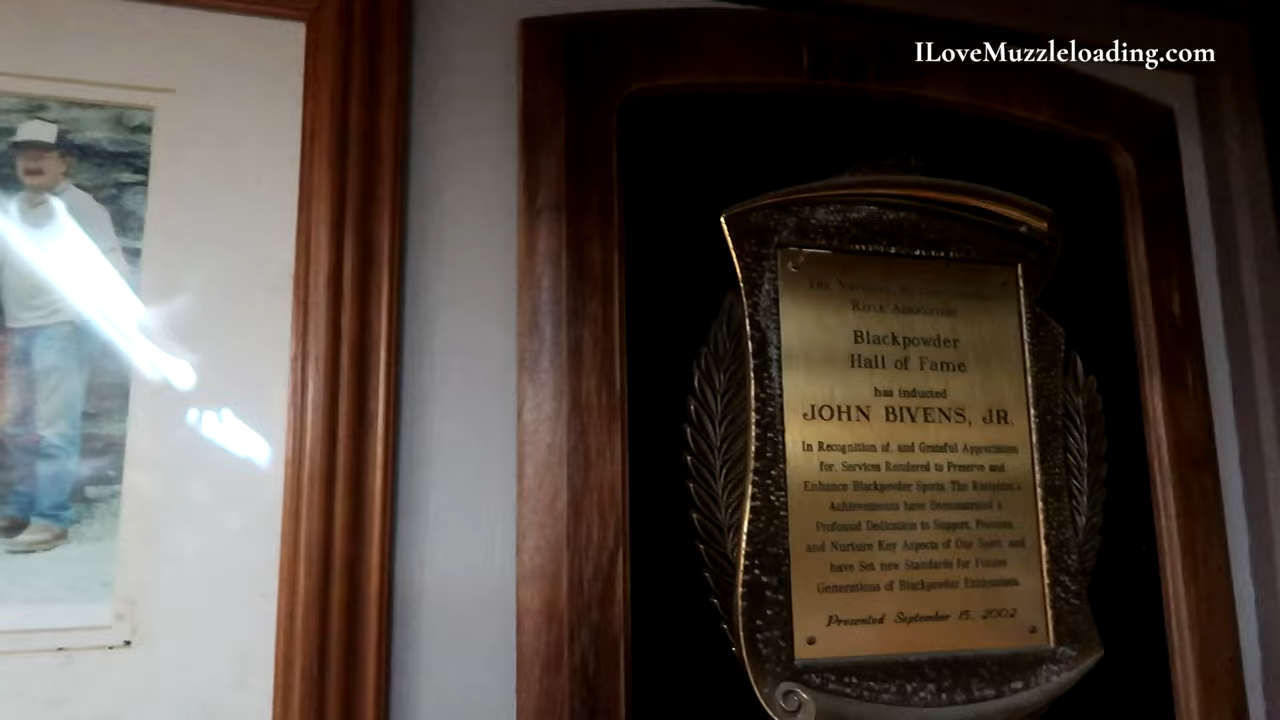 ILoveMuzzleloading.com
Rifle Association
Blackpowder
Hall of Fame
has inducted
JOHN BIVENS, JR.
In Recognition of, and Grateful Appreciation
for, Services Rendered to Preserve and
Enhance Blackpowder Sports. The Recipient's
Achievements have Demonstrated a
Profound Dedication to Support, Promote,
and Nurture Key Aspects of Our Sport, and
have Set new Standards for Future
Generations of Blackpowder Enthusiasts.
Presented September 15, 2002